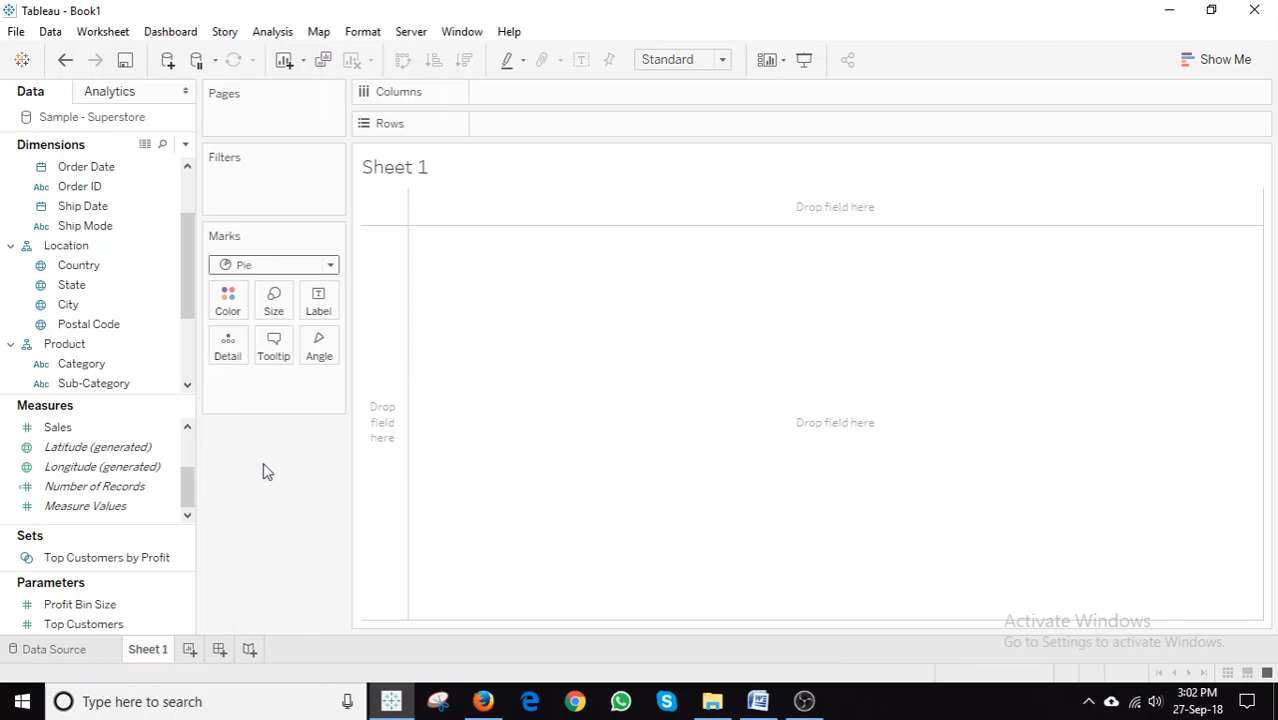 Tableau - Book1
File Data Worksheet Dashboard Story Analysis Map Format Server Window Help
Standard
Show Me
Data
Analytics
Sample - Superstore
Dimensions
Order Date
Abc Order ID
Ship Date
Abc Ship Mode
Location
Country
State
City
Postal Code
Product
Abc Category
Abc Sub-Category
Measures
Sales
Latitude (generated)
Longitude (generated)
Number of Records
Measure Values
Sets
Top Customers by Profit
Parameters
Profit Bin Size
Top Customers
Pages
Filters
Marks
Pie
Color
Size
Label
Detail
Tooltip
Angle
Columns
Rows
Sheet 1
Drop field here
Drop
field
here
Drop field here
Activate Windows
Go to Settings to activate Windows.
Data Source
Sheet 1
Type here to search
3:02 PM
27-Sep-18